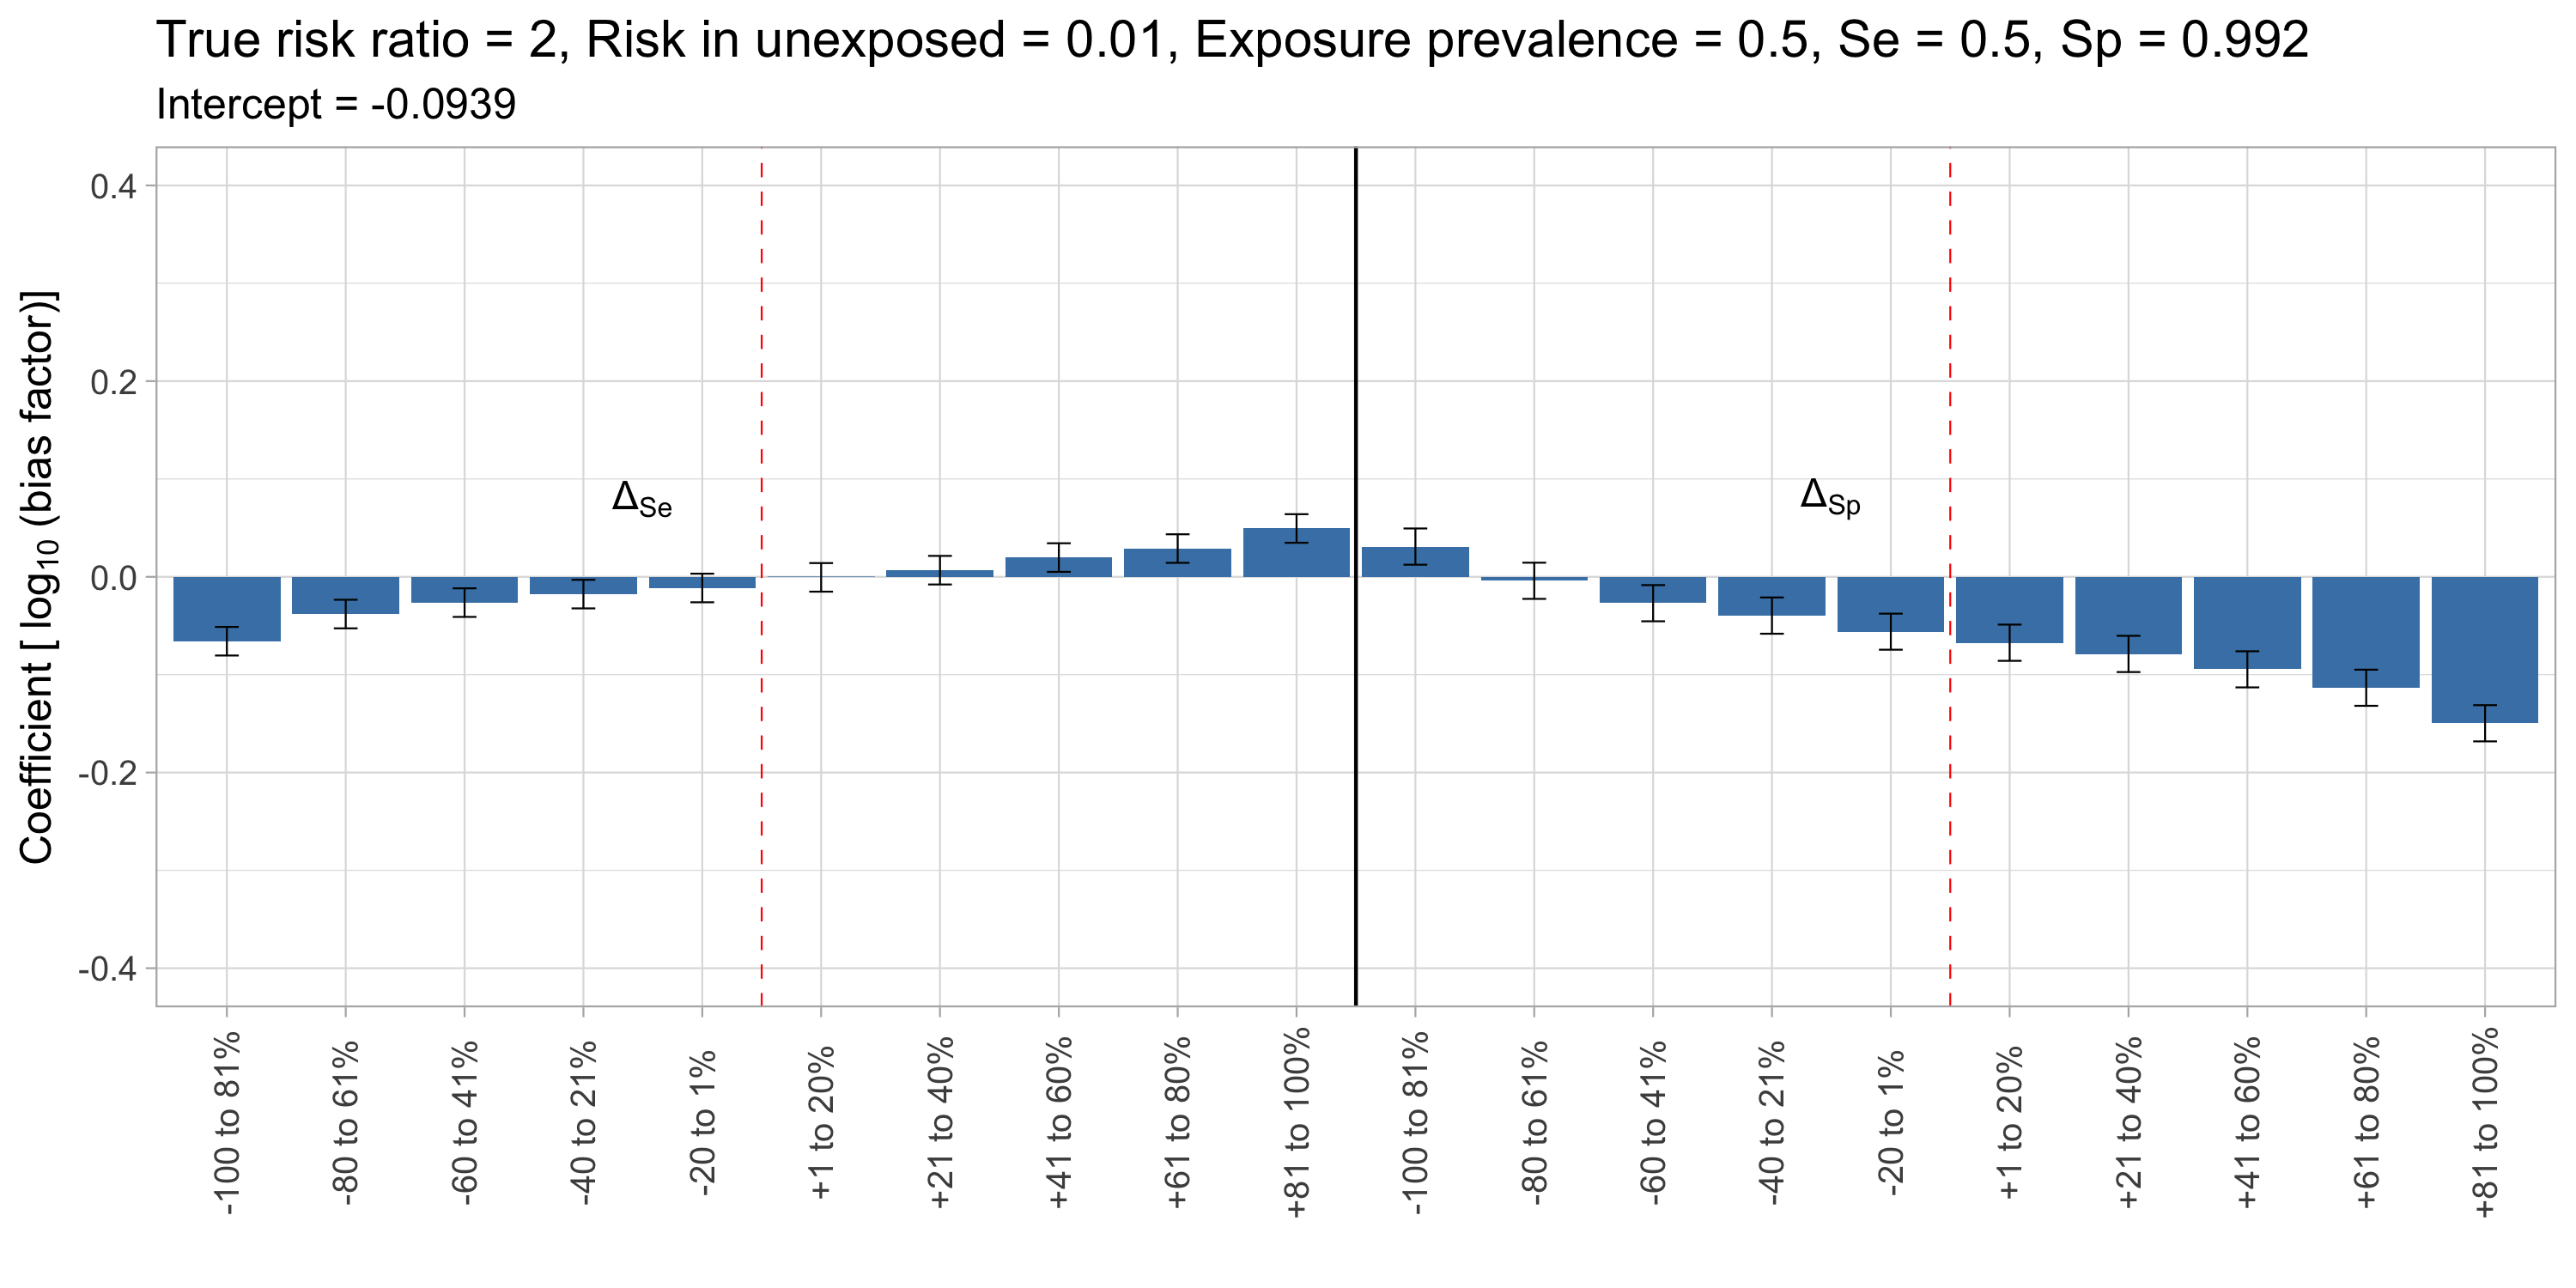 True risk ratio = 2, Risk in unexposed = 0.01, Exposure prevalence = 0.5, Se = 0.5, Sp = 0.992
Intercept = -0.0939
Coefficient [ log10 (bias factor)]
0.4
0.2
0.0
-0.2
-0.4
ΔSe
ΔSp
-100 to 81%
-80 to 61%
-60 to 41%
-40 to 21%
-20 to 1%
+1 to 20%
+21 to 40%
+41 to 60%
+61 to 80%
+81 to 100%
-100 to 81%
-80 to 61%
-60 to 41%
-40 to 21%
-20 to 1%
+1 to 20%
+21 to 40%
+41 to 60%
+61 to 80%
+81 to 100%